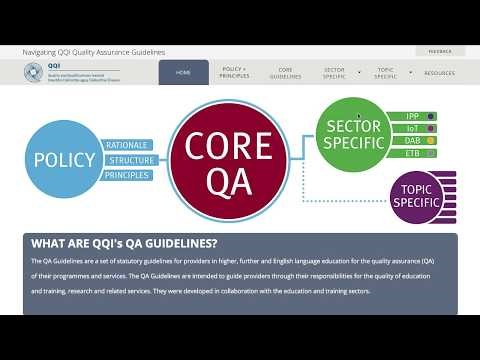 Navigating QQI Quality Assurance Guidelines
FEEDBACK
QQI
Quality and Qualifications Ireland
Dearbhú Cáilíochta agus Cáilíochtaí Éireann
HOME
POLICY +
PRINCIPLES
CORE
GUIDELINES
SECTOR
SPECIFIC
TOPIC
SPECIFIC
RESOURCES
POLICY
RATIONALE
STRUCTURE
PRINCIPLES
CORE
QA
SECTOR
SPECIFIC
IPP
IoT
DAB
ETB
TOPIC
SPECIFIC
WHAT ARE QQI's QA GUIDELINES?
The QA Guidelines are a set of statutory guidelines for providers in higher, further and English language education for the quality assurance (QA)
of their programmes and services. The QA Guidelines are intended to guide providers through their responsibilities for the quality of education
and training, research and related services. They were developed in collaboration with the education and training sectors.